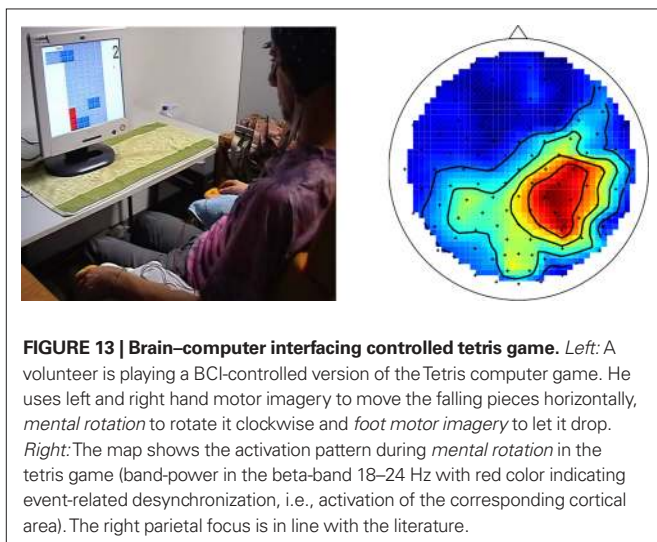 2
FIGURE 13 | Brain–computer interfacing controlled tetris game. Left: A
volunteer is playing a BCI-controlled version of the Tetris computer game. He
uses left and right hand motor imagery to move the falling pieces horizontally,
mental rotation to rotate it clockwise and foot motor imagery to let it drop.
Right: The map shows the activation pattern during mental rotation in the
tetris game (band-power in the beta-band 18–24 Hz with red color indicating
event-related desynchronization, i.e., activation of the corresponding cortical
area). The right parietal focus is in line with the literature.